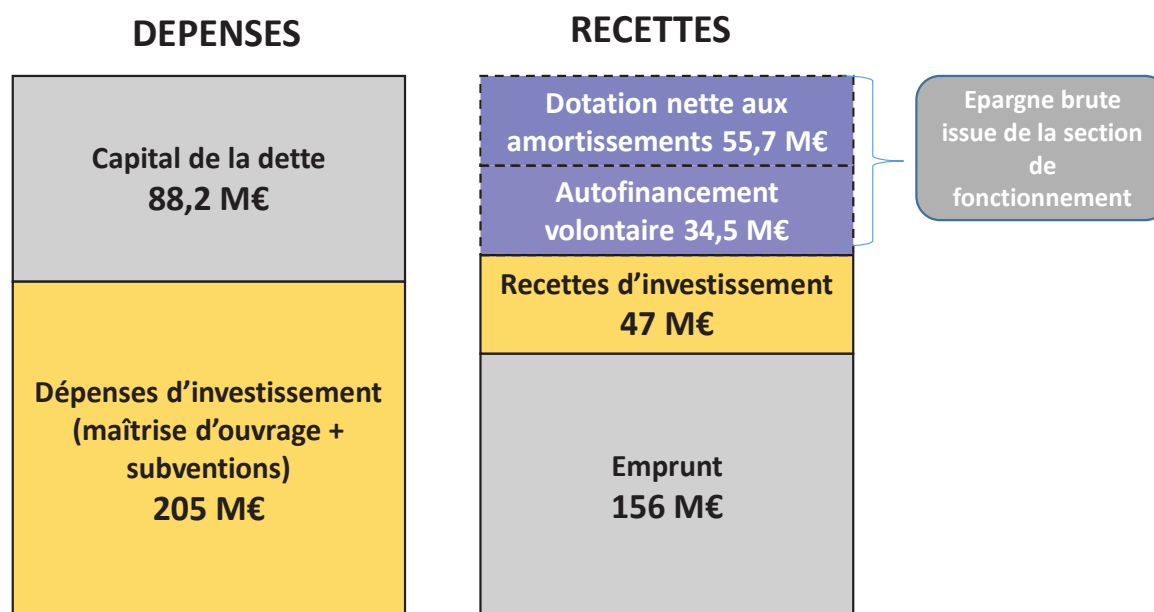 DEPENSES
RECETTES
Capital de la dette
88,2 M€
Dépenses d’investissement
(maîtrise d’ouvrage +
subventions)
205 M€
Dotation nette aux
amortissements 55,7 M€
Autofinancement
volontaire 34,5 M€
Recettes d’investissement
47 M€
Emprunt
156 M€
Epargne brute
issue de la section
de
fonctionnement